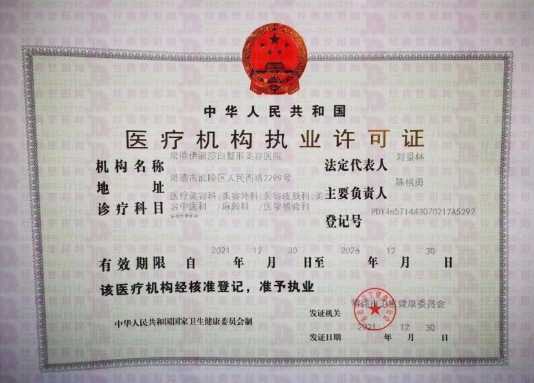 中华人民共和国
医疗机构执业许可证
机构名称 常德伊丽莎白整形美容医院
法定代表人 刘景林
地址 常德市武陵区人民西路2299号
主要负责人 陈棋勇
诊疗科目 医疗美容科;美容外科;美容皮肤科;美
容中医科 /麻醉科 /医学检验科
登记号 PDY46571443070217A5292
有效期限 自 2021 年 12 月 30 日至 2026 年 12 月 30 日
该医疗机构经核准登记，准予执业
中华人民共和国国家卫生健康委员会制
发证机关 常德市卫生健康委员会
发证日期 2021 年 12 月 30 日